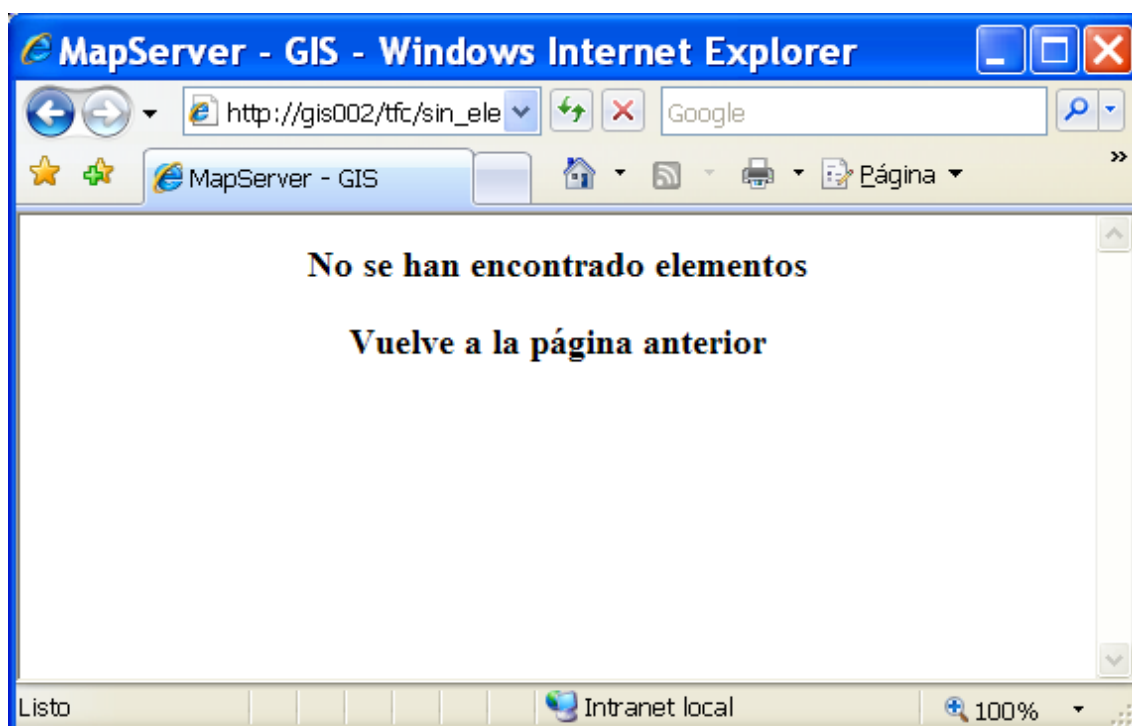 MapServer - GIS - Windows Internet Explorer
http://gis002/tfc/sin_ele
Google
MapServer - GIS
Página
»
No se han encontrado elementos
Vuelve a la página anterior
Listo
Intranet local
100%